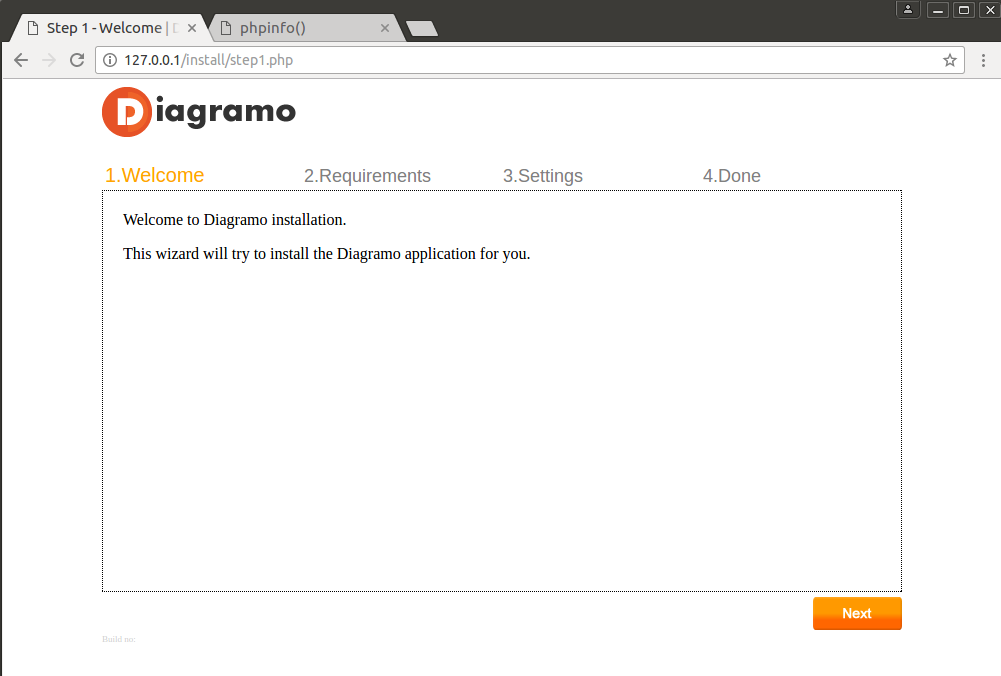 Step 1 - Welcome |
phpinfo()
127.0.0.1/install/step1.php
Diagramo
1.Welcome 2.Requirements 3.Settings 4.Done
Welcome to Diagramo installation.
This wizard will try to install the Diagramo application for you.
Next
Build no: